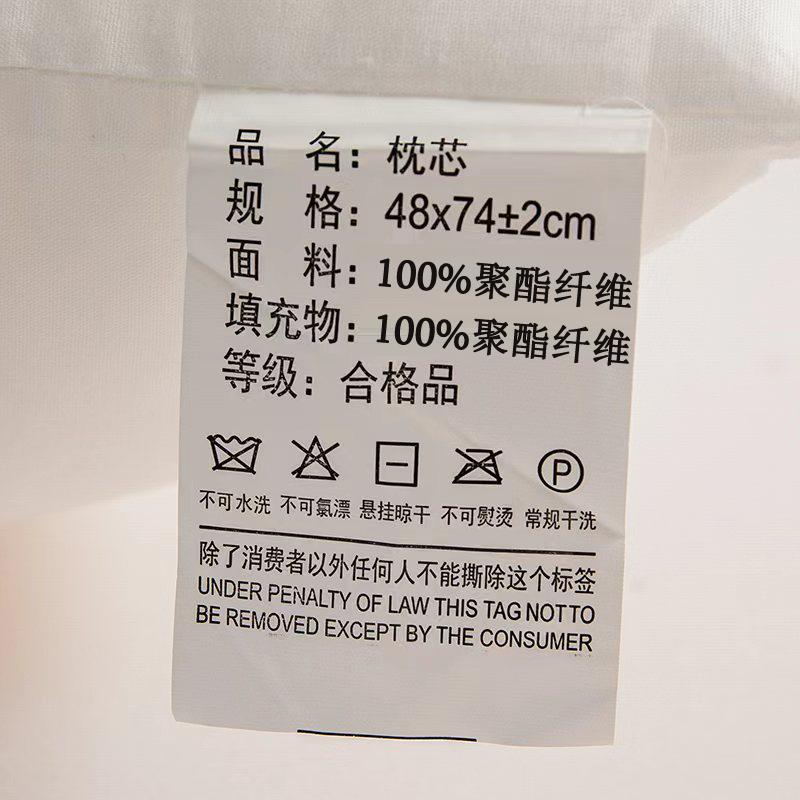 品 名：枕芯
规 格：48x74±2cm
面 料：100%聚酯纤维
填充物：100%聚酯纤维
等级：合格品
P
不可水洗 不可氯漂 悬挂晾干 不可熨烫 常规干洗
除了消费者以外任何人不能撕除这个标签
UNDER PENALTY OF LAW THIS TAG NOT TO
BE REMOVED EXCEPT BY THE CONSUMER